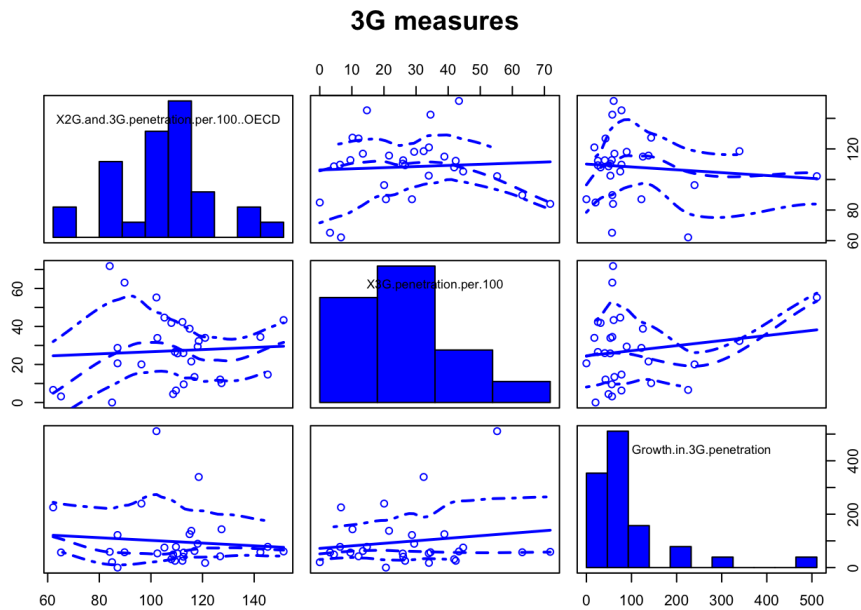 3G measures
0 10 20 30 40 50 60 70
X2G.and.3G.penetration.per.100..OECD
60 80 100 120
0 20 40 60
X3G.penetration.per.100
Growth.in.3G.penetration
0 200 400
60 80 100 120 140
0 100 200 300 400 500